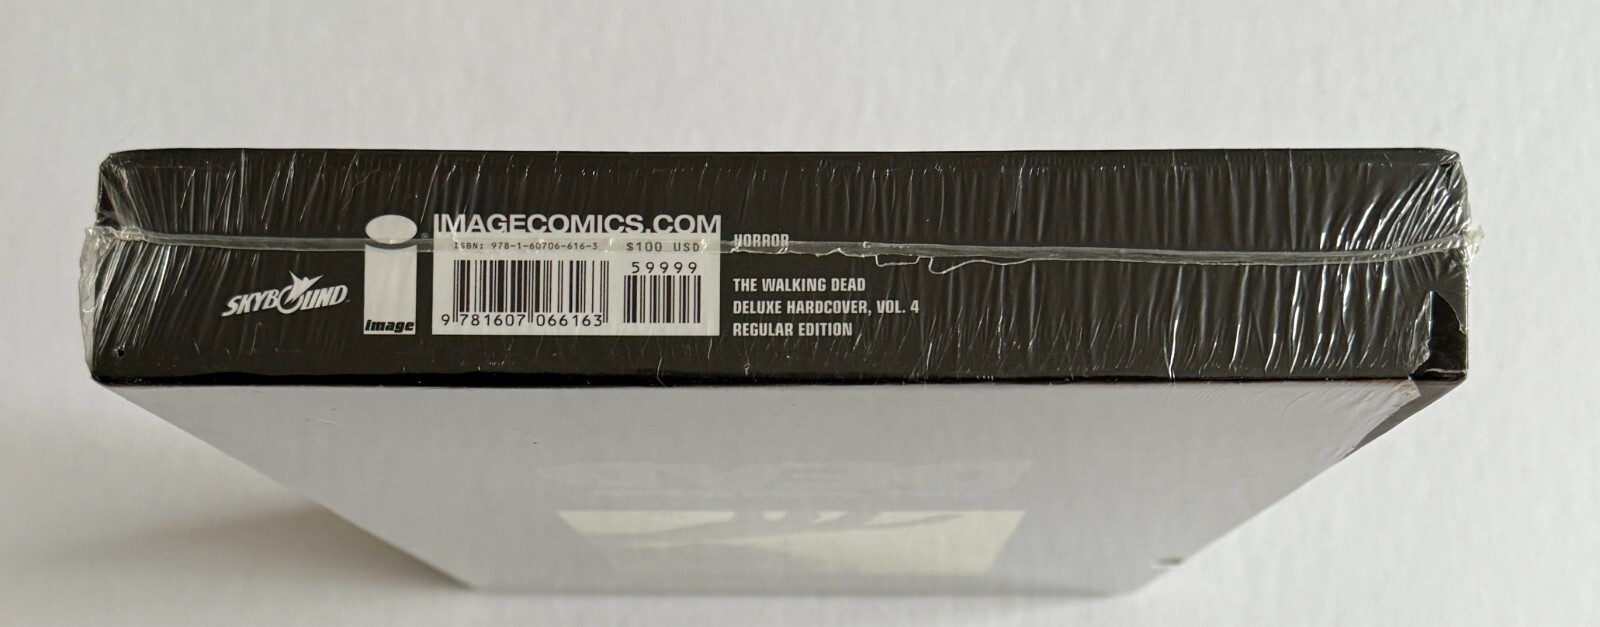 SKYBOUND
image
IMAGECOMICS.COM
ISBN: 978-1-60706-616-3 $100 USD
59999
9 781607 066163
HORROR
THE WALKING DEAD
DELUXE HARDCOVER, VOL. 4
REGULAR EDITION